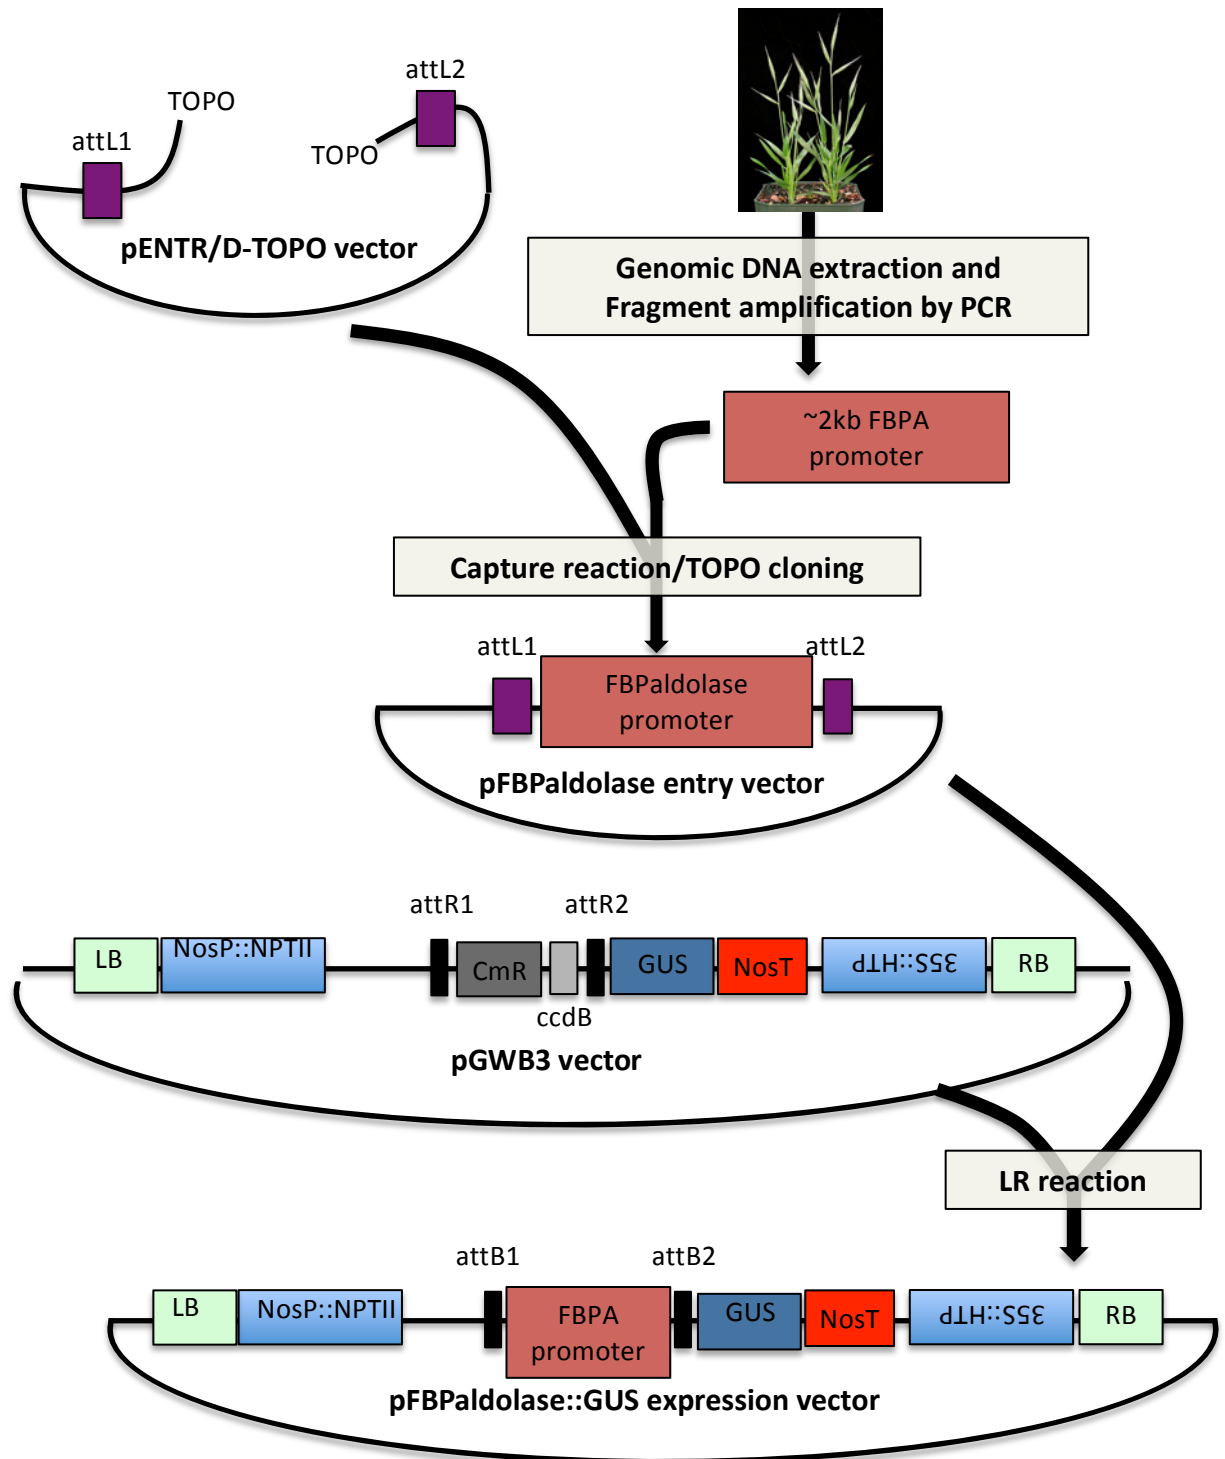 attL2
TOPO
attL1
TOPO
pENTR/D-TOPO vector
Genomic DNA extraction and
Fragment amplification by PCR
~2kb FBPA
promoter
Capture reaction/TOPO cloning
attL1
attL2
FBPaldolase
promoter
pFBPaldolase entry vector
attR1
attR2
LB
NosP::NPTII
CmR
ccdB
GUS
NosT
35S::HTP
RB
pGWB3 vector
LR reaction
attB1
attB2
LB
NosP::NPTII
FBPA
promoter
GUS
NosT
35S::HTP
RB
pFBPaldolase::GUS expression vector